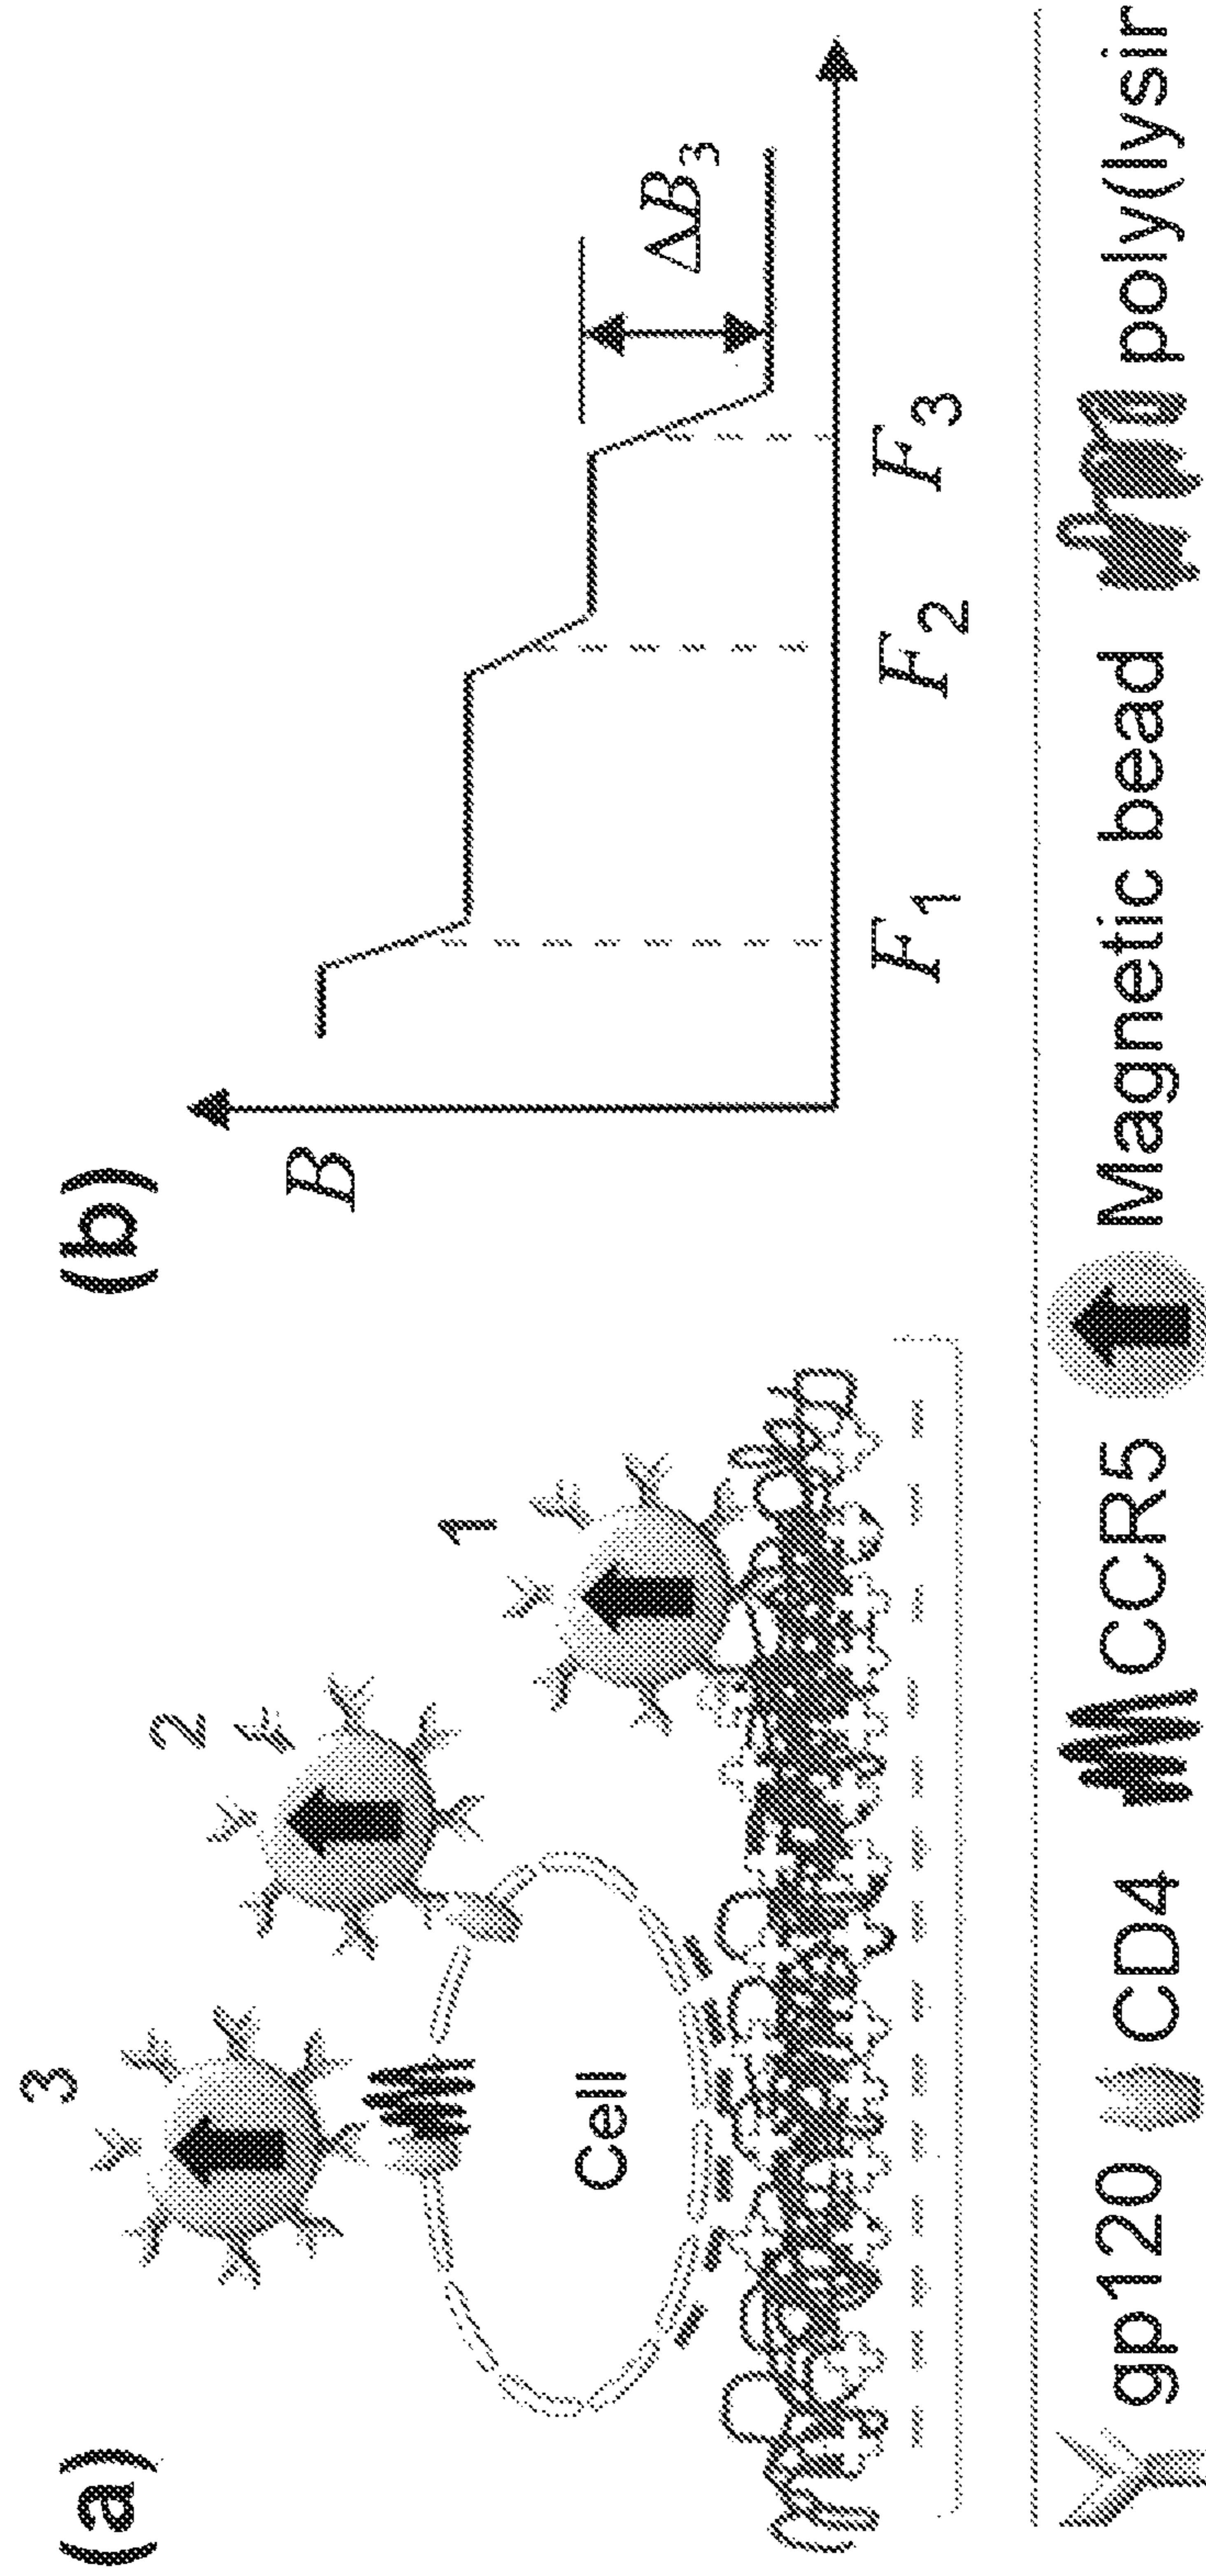 (a)
3
2
1
Cell
(b)
B
ΔB3
F1
F2
F3
gp120 CD4 CCR5 Magnetic bead poly(lysir